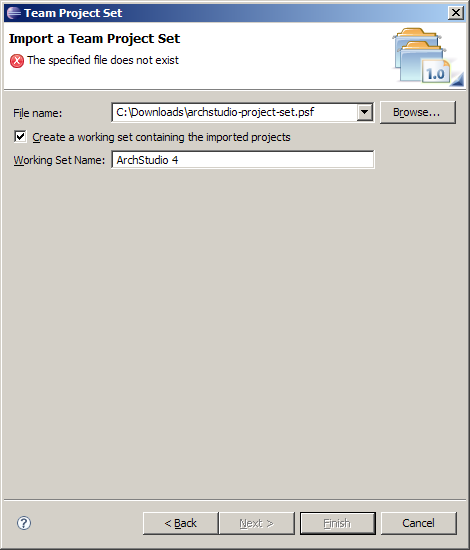 Team Project Set
Import a Team Project Set
The specified file does not exist
1.0
File name: C:\Downloads\archstudio-project-set.psf Browse...
Create a working set containing the imported projects
Working Set Name: ArchStudio 4
? < Back Next > Finish Cancel